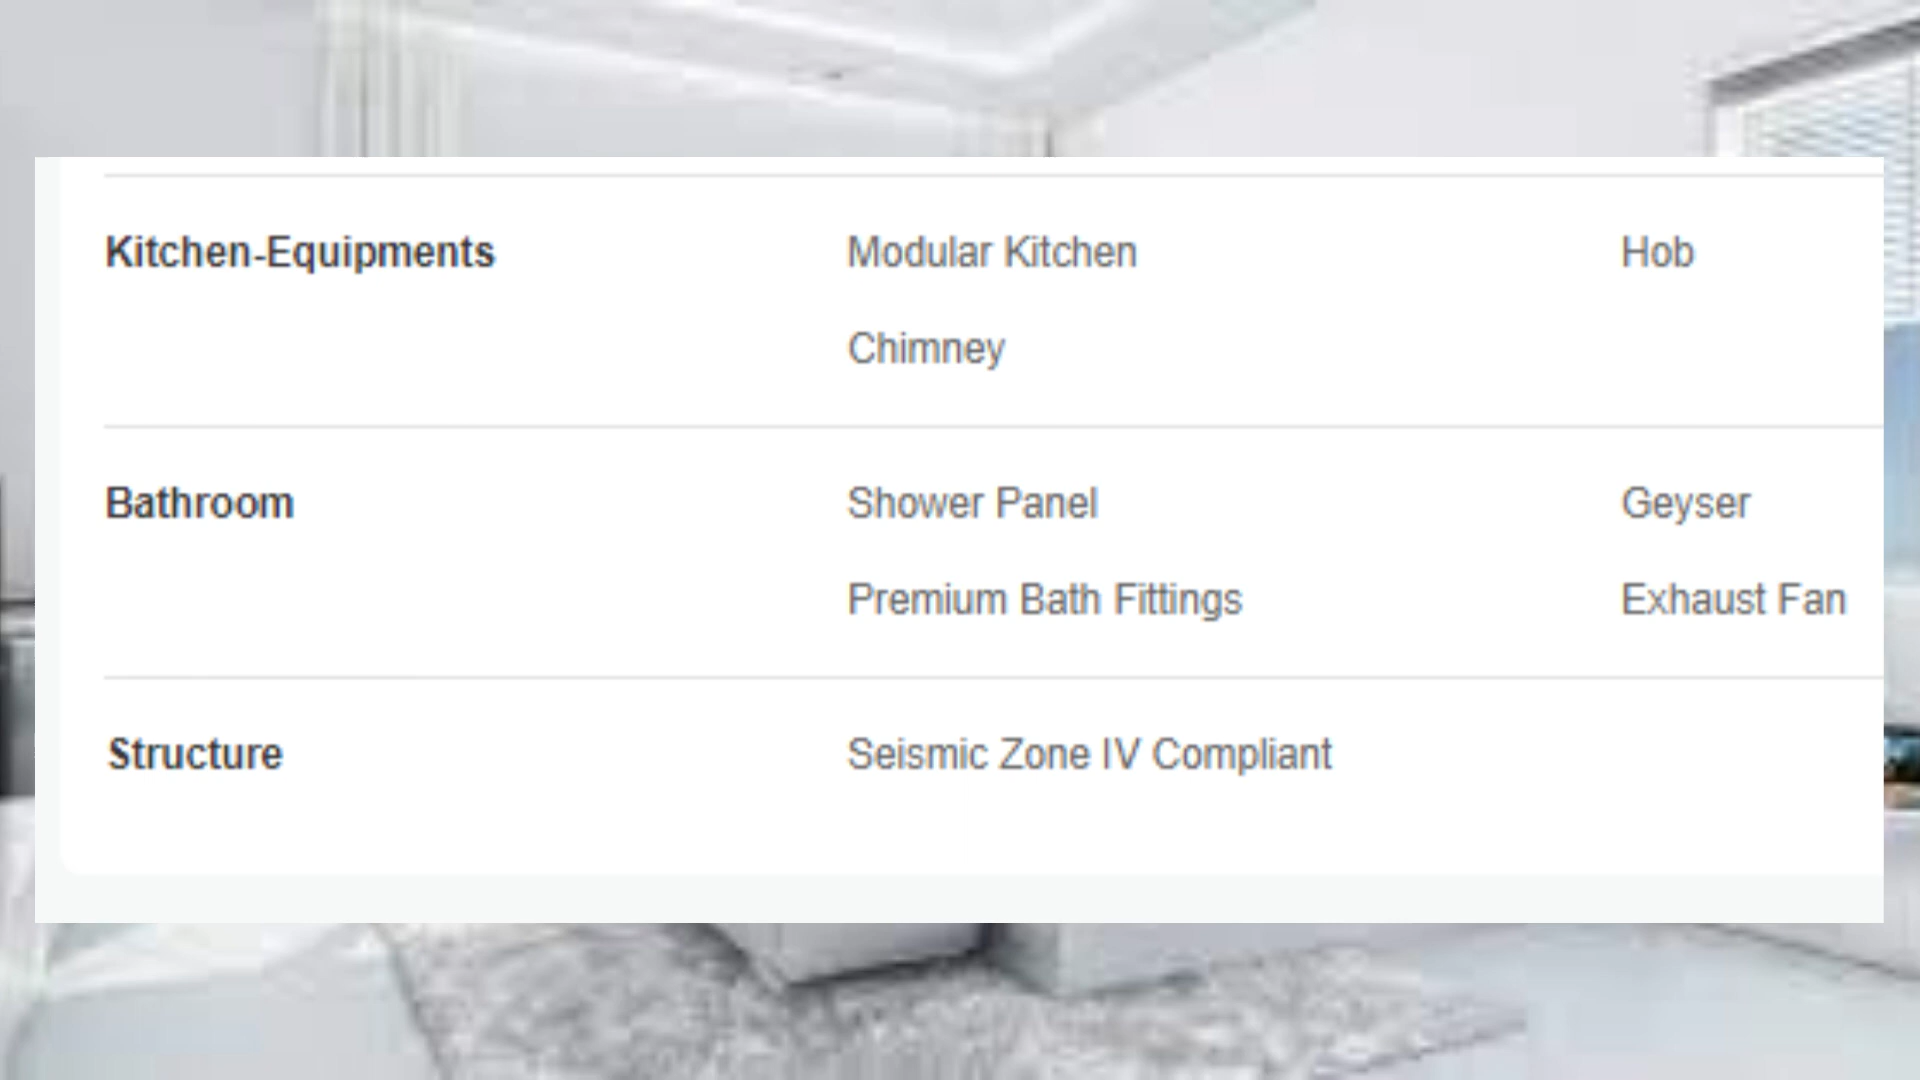 Kitchen-Equipments Modular Kitchen Hob
Chimney
Bathroom Shower Panel Geyser
Premium Bath Fittings Exhaust Fan
Structure Seismic Zone IV Compliant